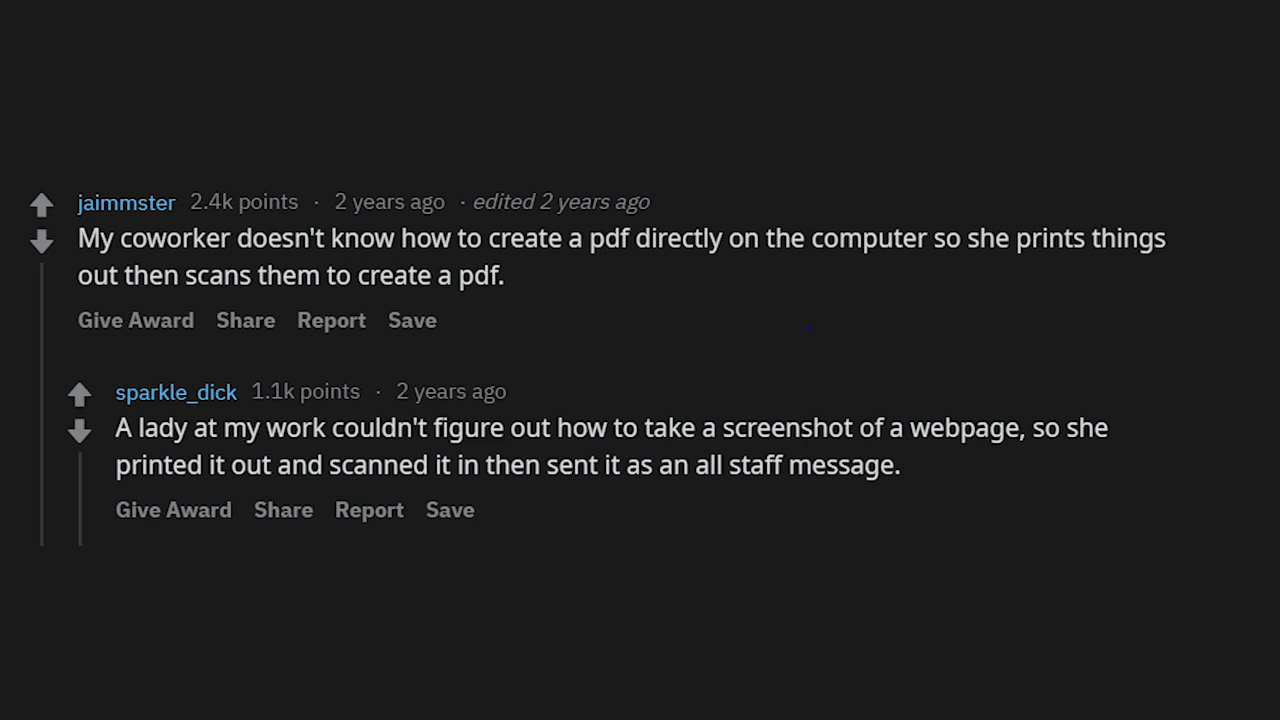 jaimmster 2.4k points · 2 years ago · edited 2 years ago
My coworker doesn't know how to create a pdf directly on the computer so she prints things
out then scans them to create a pdf.
Give Award Share Report Save
sparkle_dick 1.1k points · 2 years ago
A lady at my work couldn't figure out how to take a screenshot of a webpage, so she
printed it out and scanned it in then sent it as an all staff message.
Give Award Share Report Save